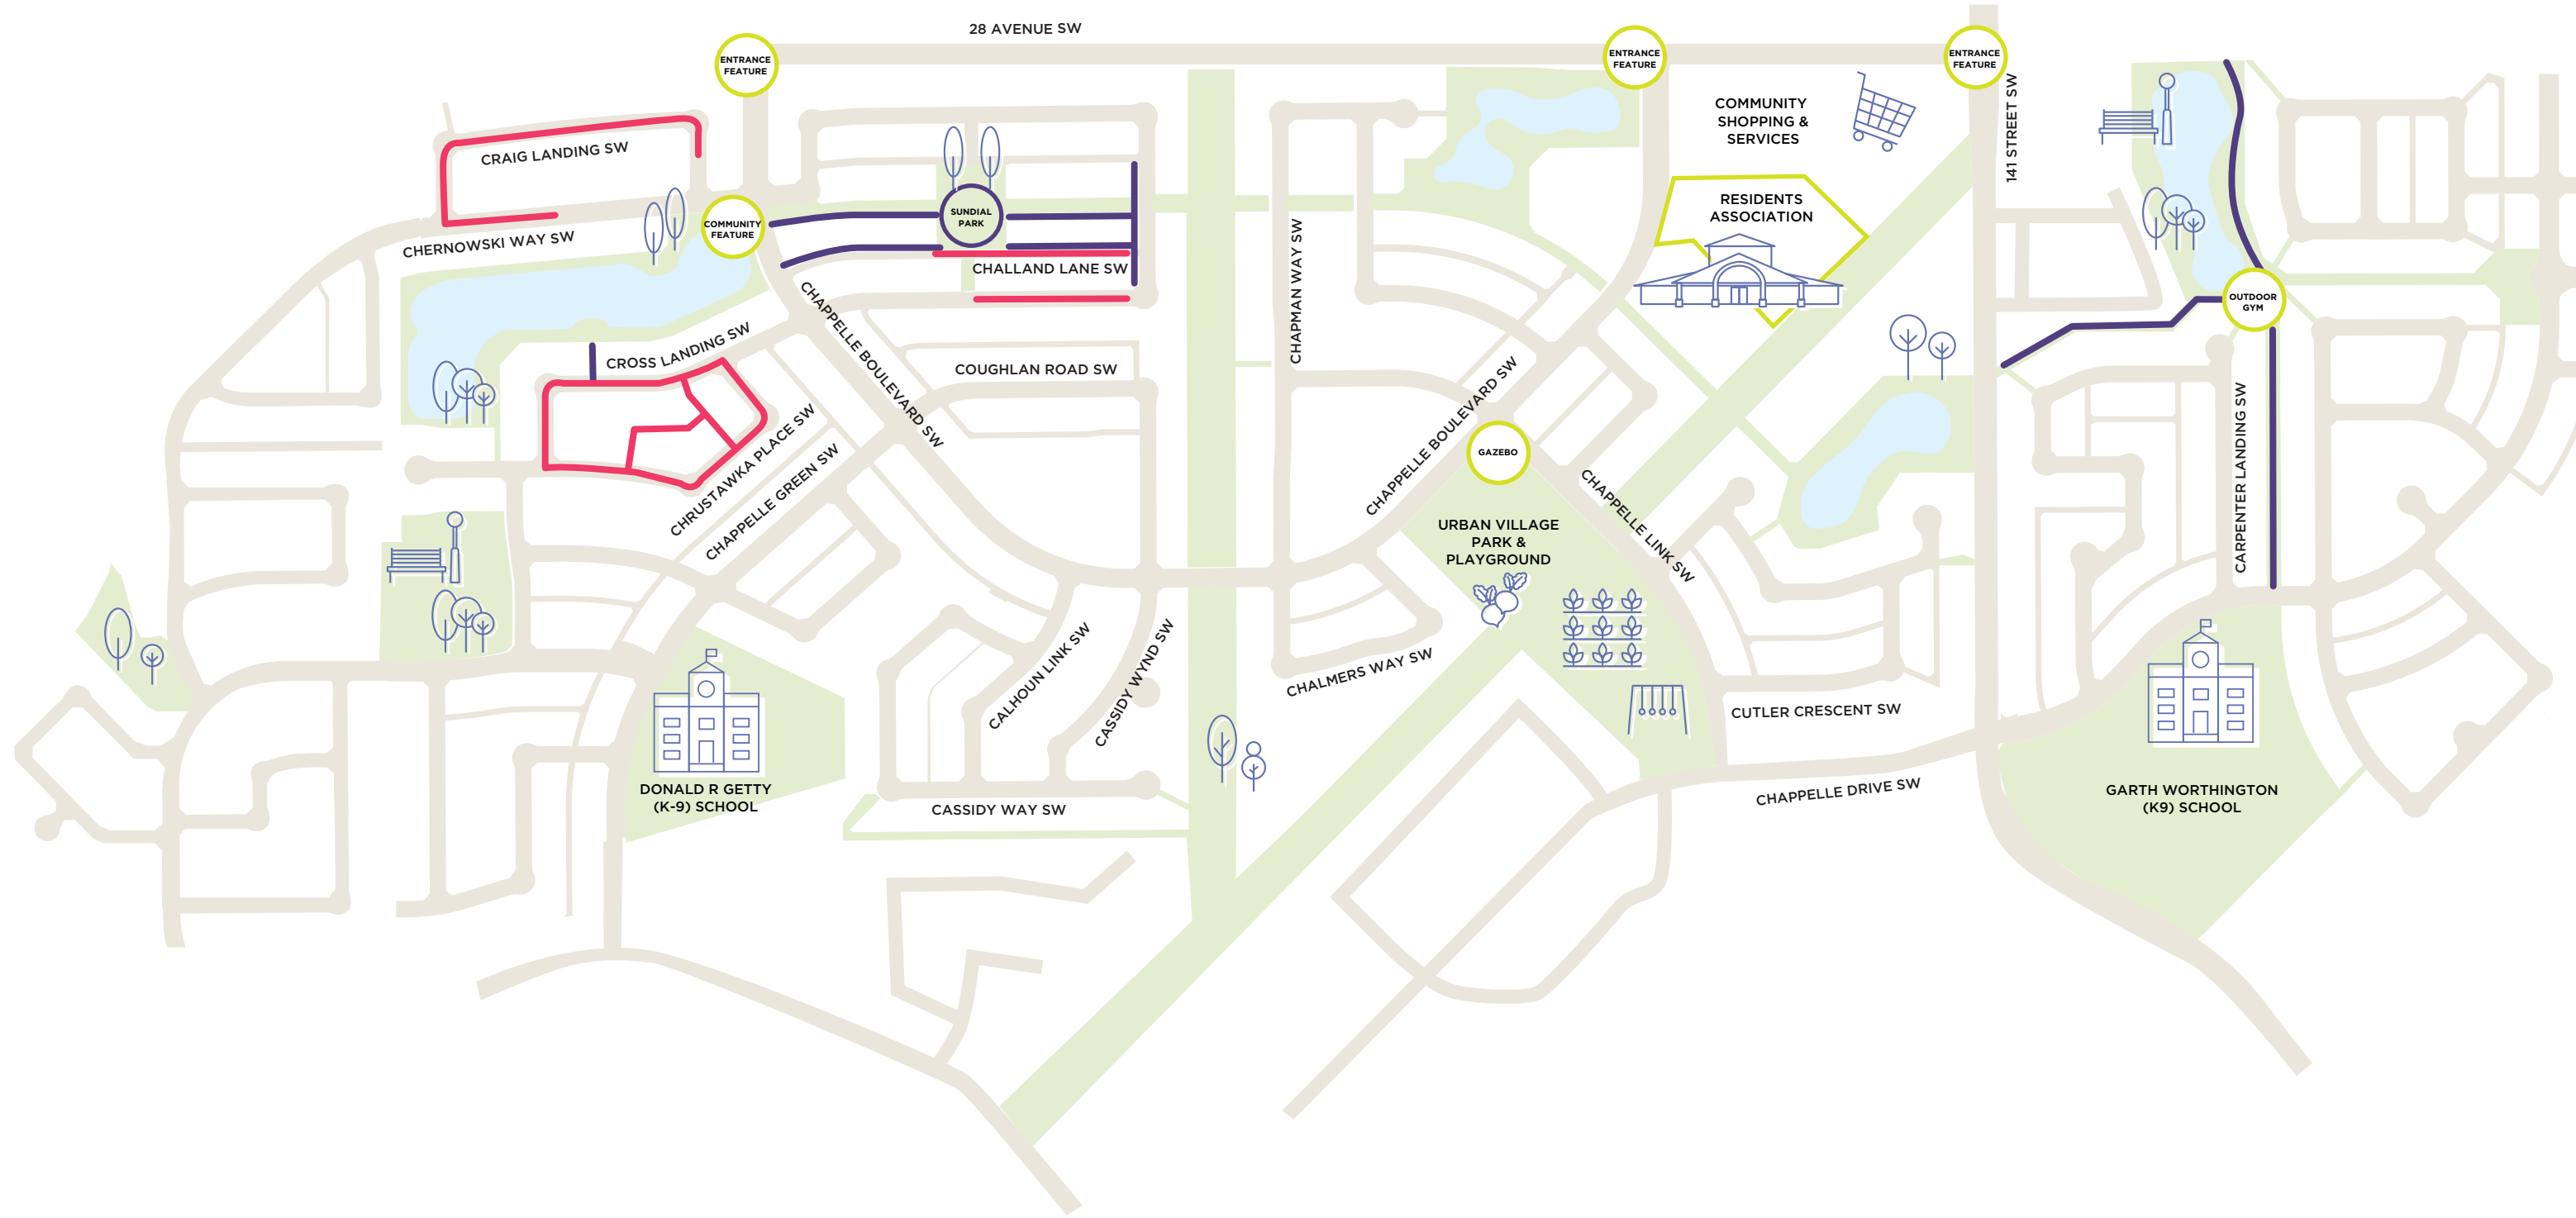 28 AVENUE SW
ENTRANCE
FEATURE
ENTRANCE
FEATURE
ENTRANCE
FEATURE
141 STREET SW
COMMUNITY
SHOPPING &
SERVICES
CRAIG LANDING SW
RESIDENTS
ASSOCIATION
SUNDIAL
PARK
COMMUNITY
FEATURE
CHERNOWSKI WAY SW
CHALLAND LANE SW
CHAPMAN WAY SW
OUTDOOR
GYM
CHAPPELLE BOULEVARD SW
CROSS LANDING SW
COUGHLAN ROAD SW
CHAPPELLE BOULEVARD SW
CARPENTER LANDING SW
CHRUSTAWKA PLACE SW
CHAPPELLE GREEN SW
GAZEBO
CHAPPELLE LINK SW
URBAN VILLAGE
PARK &
PLAYGROUND
CALHOUN LINK SW
CASSIDY WYND SW
CHALMERS WAY SW
CUTLER CRESCENT SW
DONALD R GETTY
(K-9) SCHOOL
CASSIDY WAY SW
CHAPPELLE DRIVE SW
GARTH WORTHINGTON
(K9) SCHOOL